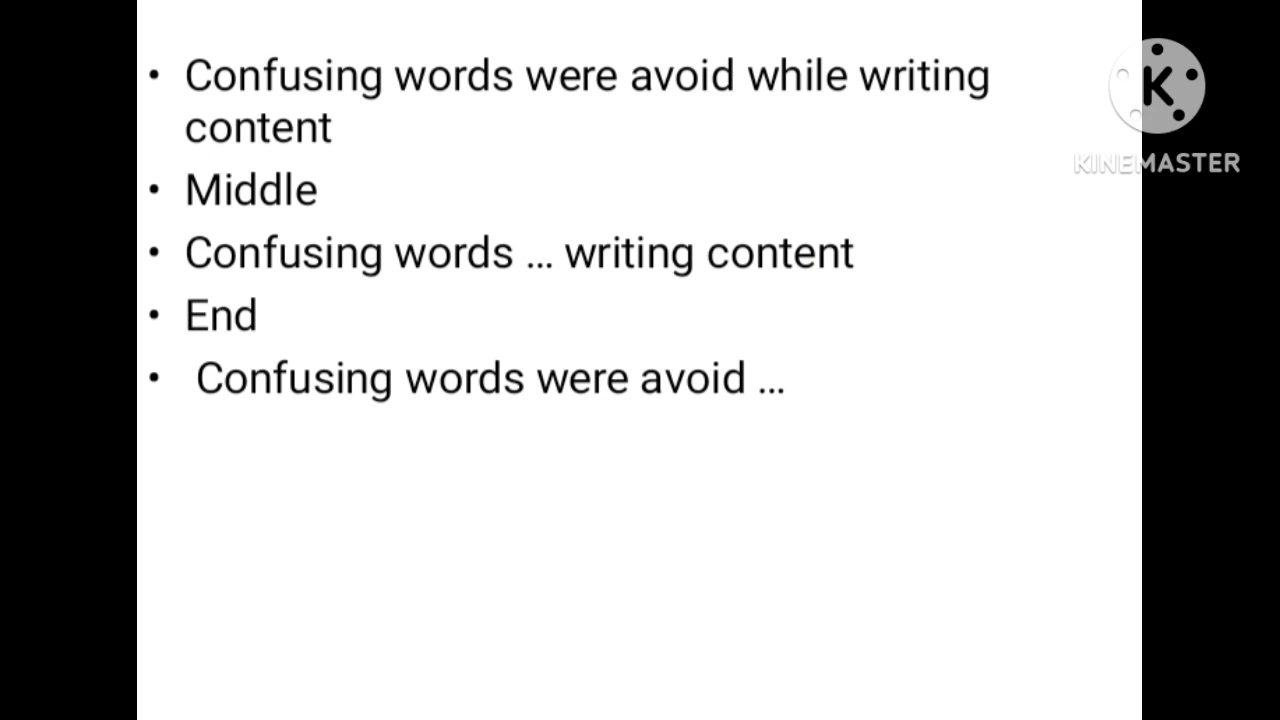 • Confusing words were avoid while writing
content
• Middle
• Confusing words ... writing content
• End
• Confusing words were avoid ...
K
KINEMASTER